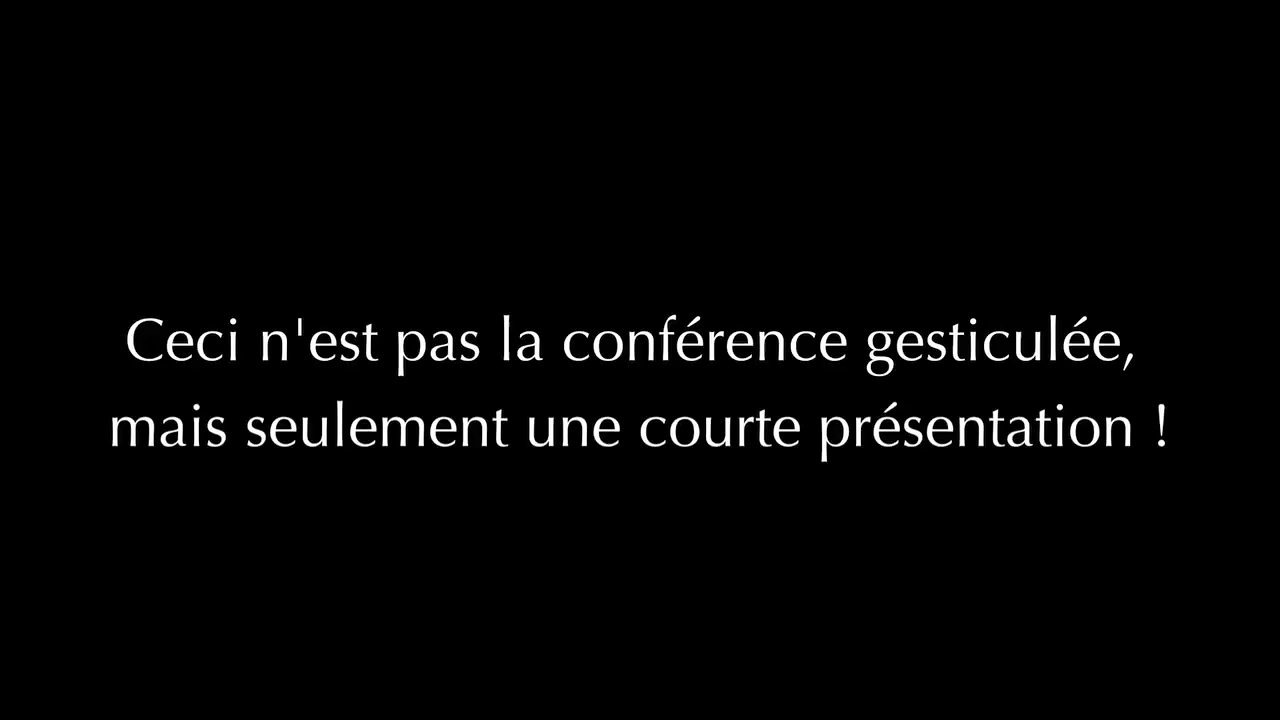 Ceci n'est pas la conférence gesticulée,
mais seulement une courte présentation !